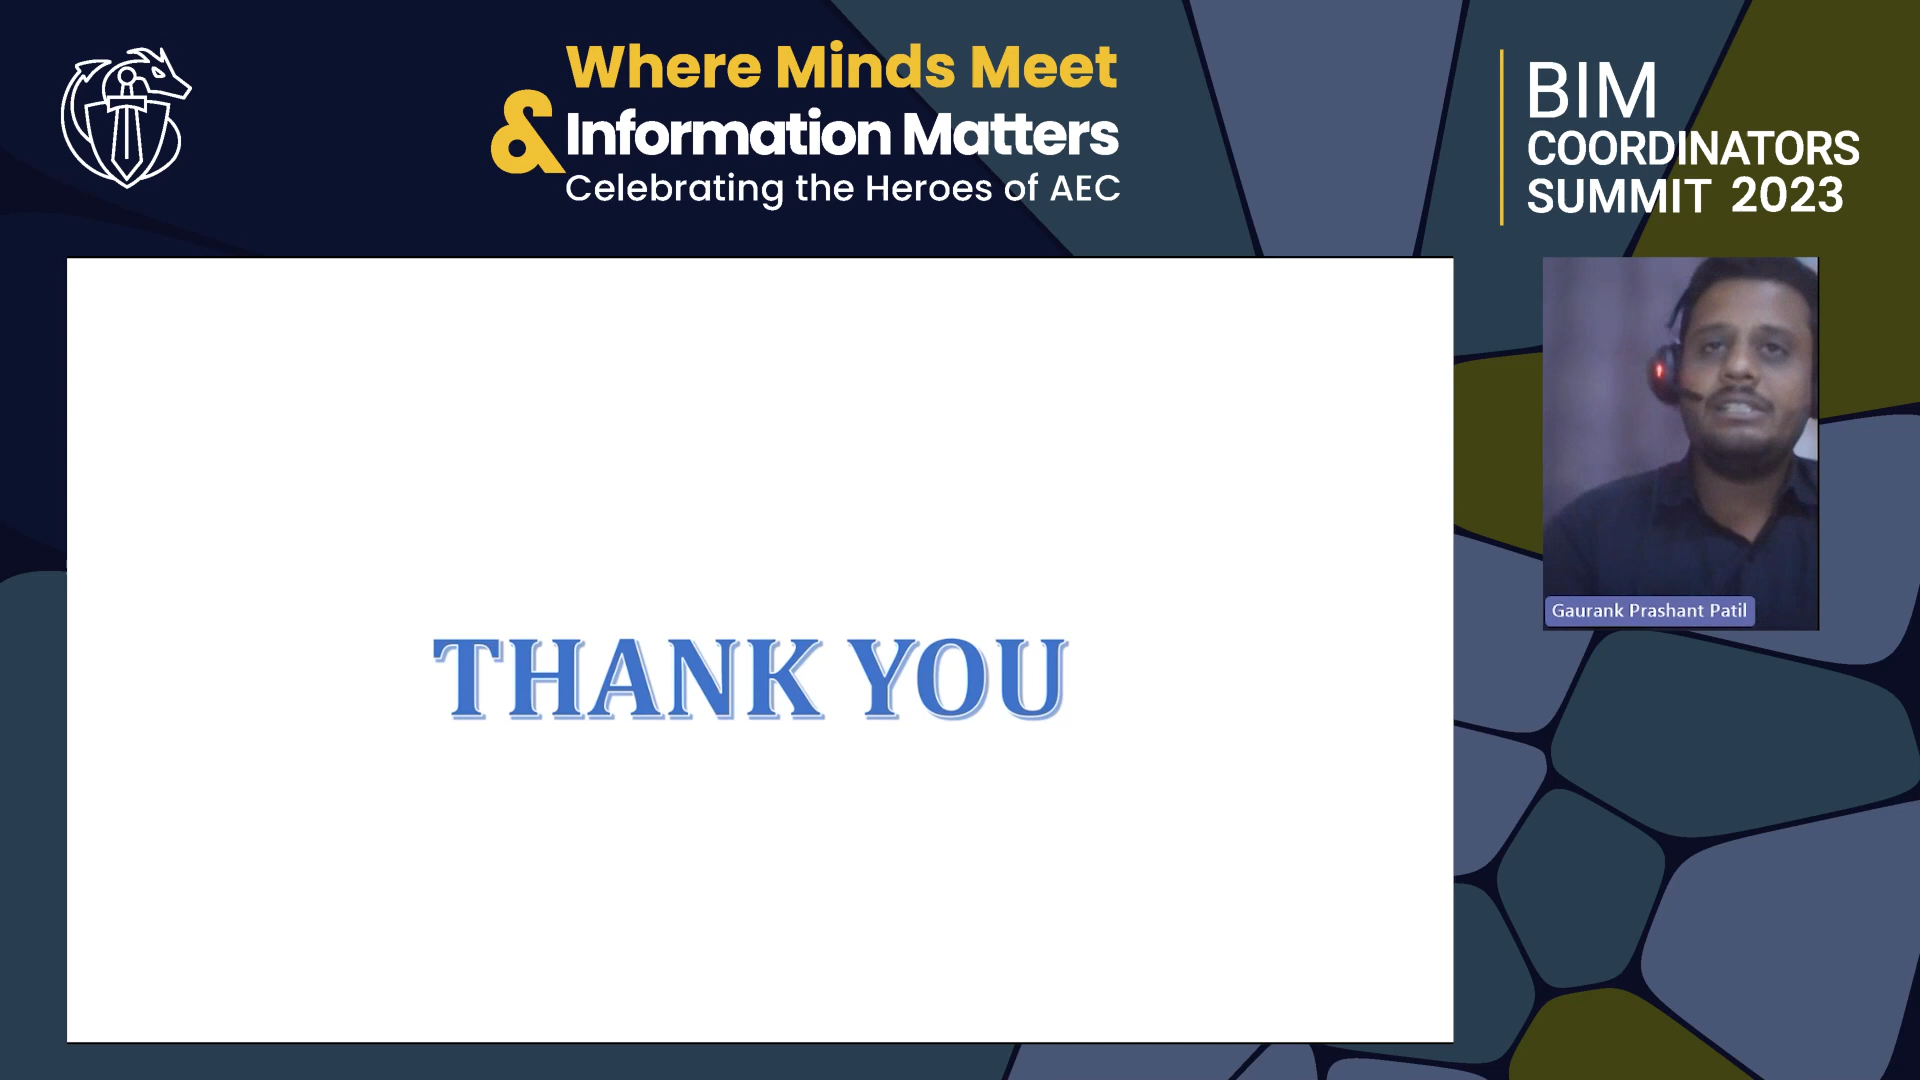 Where Minds Meet
& Information Matters
Celebrating the Heroes of AEC
BIM
COORDINATORS
SUMMIT 2023
Gaurank Prashant Patil
THANK YOU